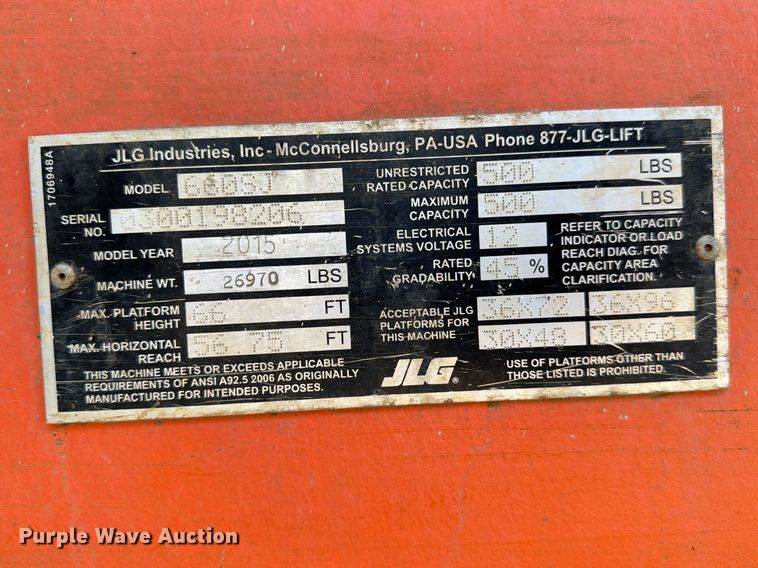 1706948A
JLG Industries, Inc - McConnellsburg, PA-USA Phone 877-JLG-LIFT
MODEL 660SJ
SERIAL NO. 0300198206
MODEL YEAR 2015
MACHINE WT. 26970 LBS
MAX. PLATFORM HEIGHT 66 FT
MAX. HORIZONTAL REACH 56.75 FT
THIS MACHINE MEETS OR EXCEEDS APPLICABLE
REQUIREMENTS OF ANSI A92.5 2006 AS ORIGINALLY
MANUFACTURED FOR INTENDED PURPOSES.
UNRESTRICTED RATED CAPACITY 500 LBS
MAXIMUM CAPACITY 500 LBS
ELECTRICAL SYSTEMS VOLTAGE 12
RATED GRADABILITY 45 %
REFER TO CAPACITY
INDICATOR OR LOAD
REACH DIAG. FOR
CAPACITY AREA
CLARIFICATION.
ACCEPTABLE JLG
PLATFORMS FOR
THIS MACHINE
36X72 36X96
30X48 30X60
JLG®
USE OF PLATFORMS OTHER THAN
THOSE LISTED IS PROHIBITED.
Purple Wave Auction®